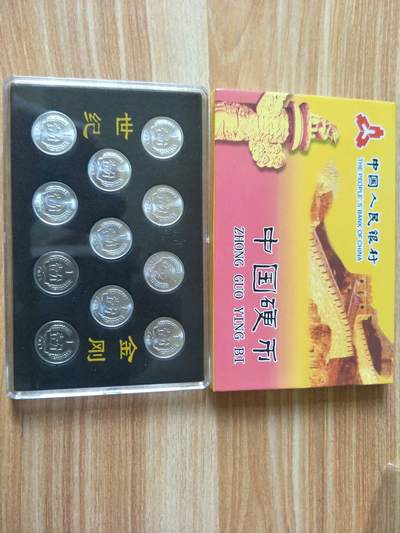 世纪
金刚
中国人民银行
THE PEOPLE,S BANK OF CHINA
中国硬币
ZHONG GUO YING BI